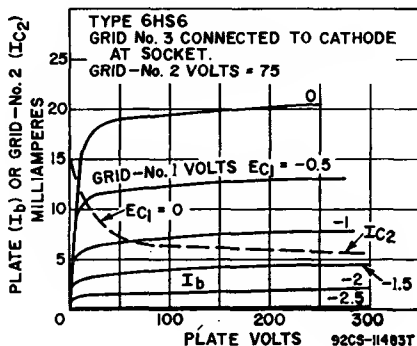 TYPE 6HS6
GRID No. 3 CONNECTED TO CATHODE
AT SOCKET.
GRID-No. 2 VOLTS = 75
PLATE (Ib) OR GRID-No. 2 (IC2)
MILLIAMPERES
20
15
10
5
0
0
GRID-No. 1 VOLTS EC1 = -0.5
EC1 = 0
-1
IC2
Ib
-1.5
-2
-2.5
100
200
300
PLATE VOLTS
92CS-11483T